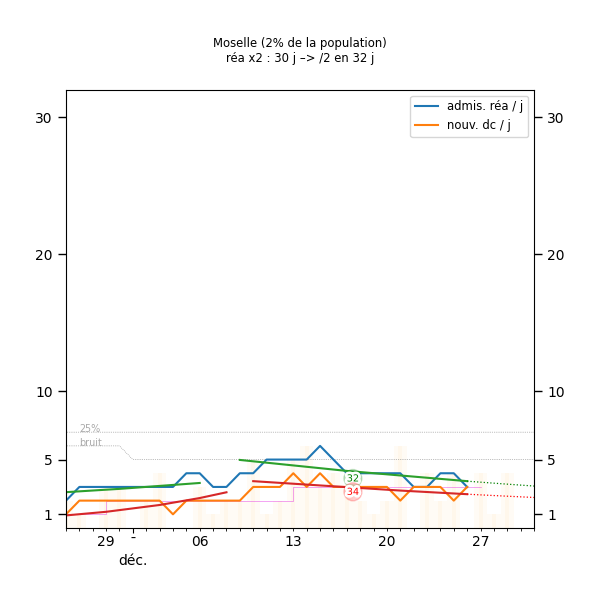 Moselle (2% de la population)
réa x2 : 30 j –> /2 en 32 j
admis. réa / j
nouv. dc / j
30 30
20 20
10 10
25%
bruit
5 5
32
34
1 1
29 - 06 13 20 27
déc.